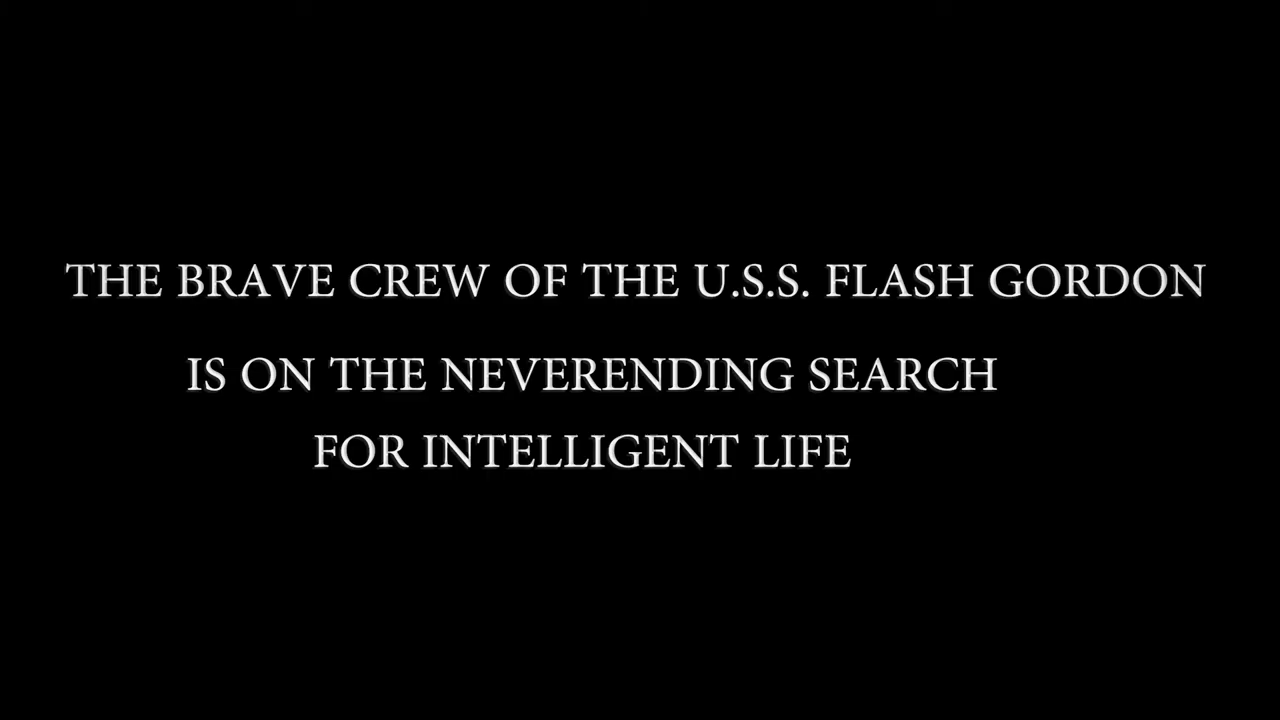 THE BRAVE CREW OF THE U.S.S. FLASH GORDON
IS ON THE NEVERENDING SEARCH
FOR INTELLIGENT LIFE